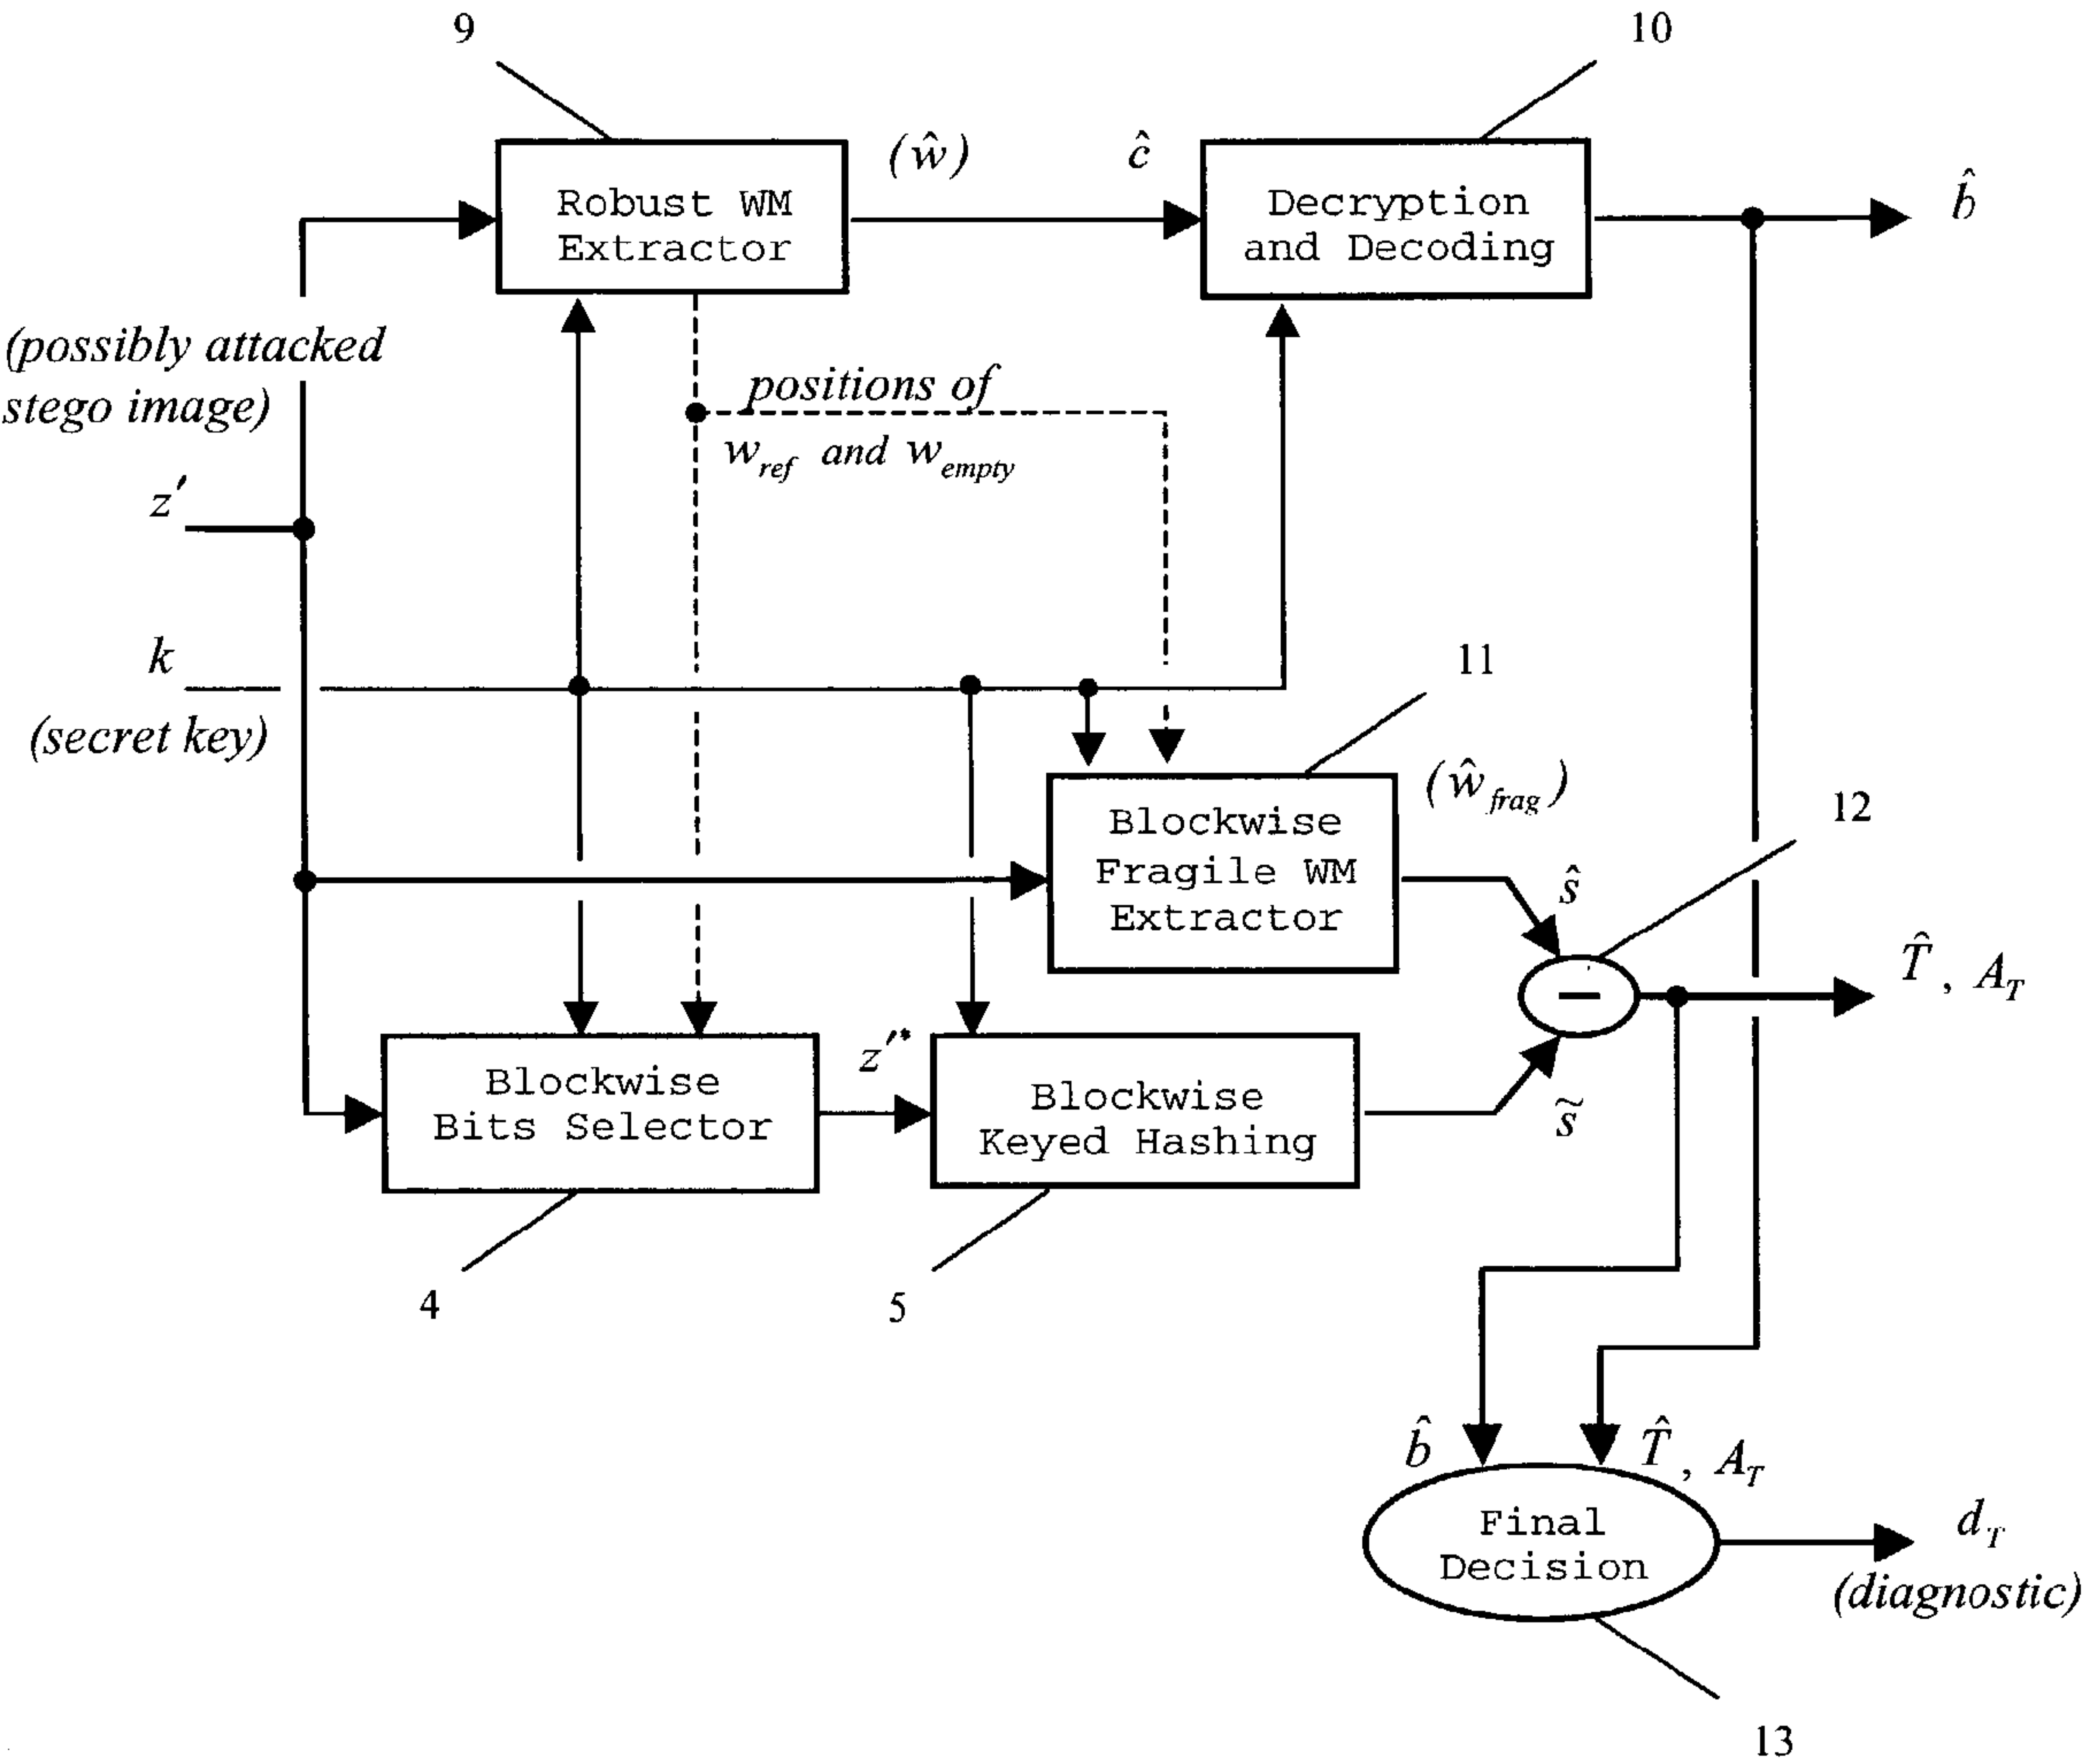 9
10
(ŵ)
ĉ
Robust WM
Extractor
Decryption
and Decoding
b̂
(possibly attacked
stego image)
positions of
w_ref and w_empty
z′
k
(secret key)
11
(ŵ_frag)
12
Blockwise
Fragile WM
Extractor
ŝ
T̂ , A_T
z′*
Blockwise
Bits Selector
Blockwise
Keyed Hashing
s̃
4
5
b̂
T̂ , A_T
Final
Decision
d_T
(diagnostic)
13